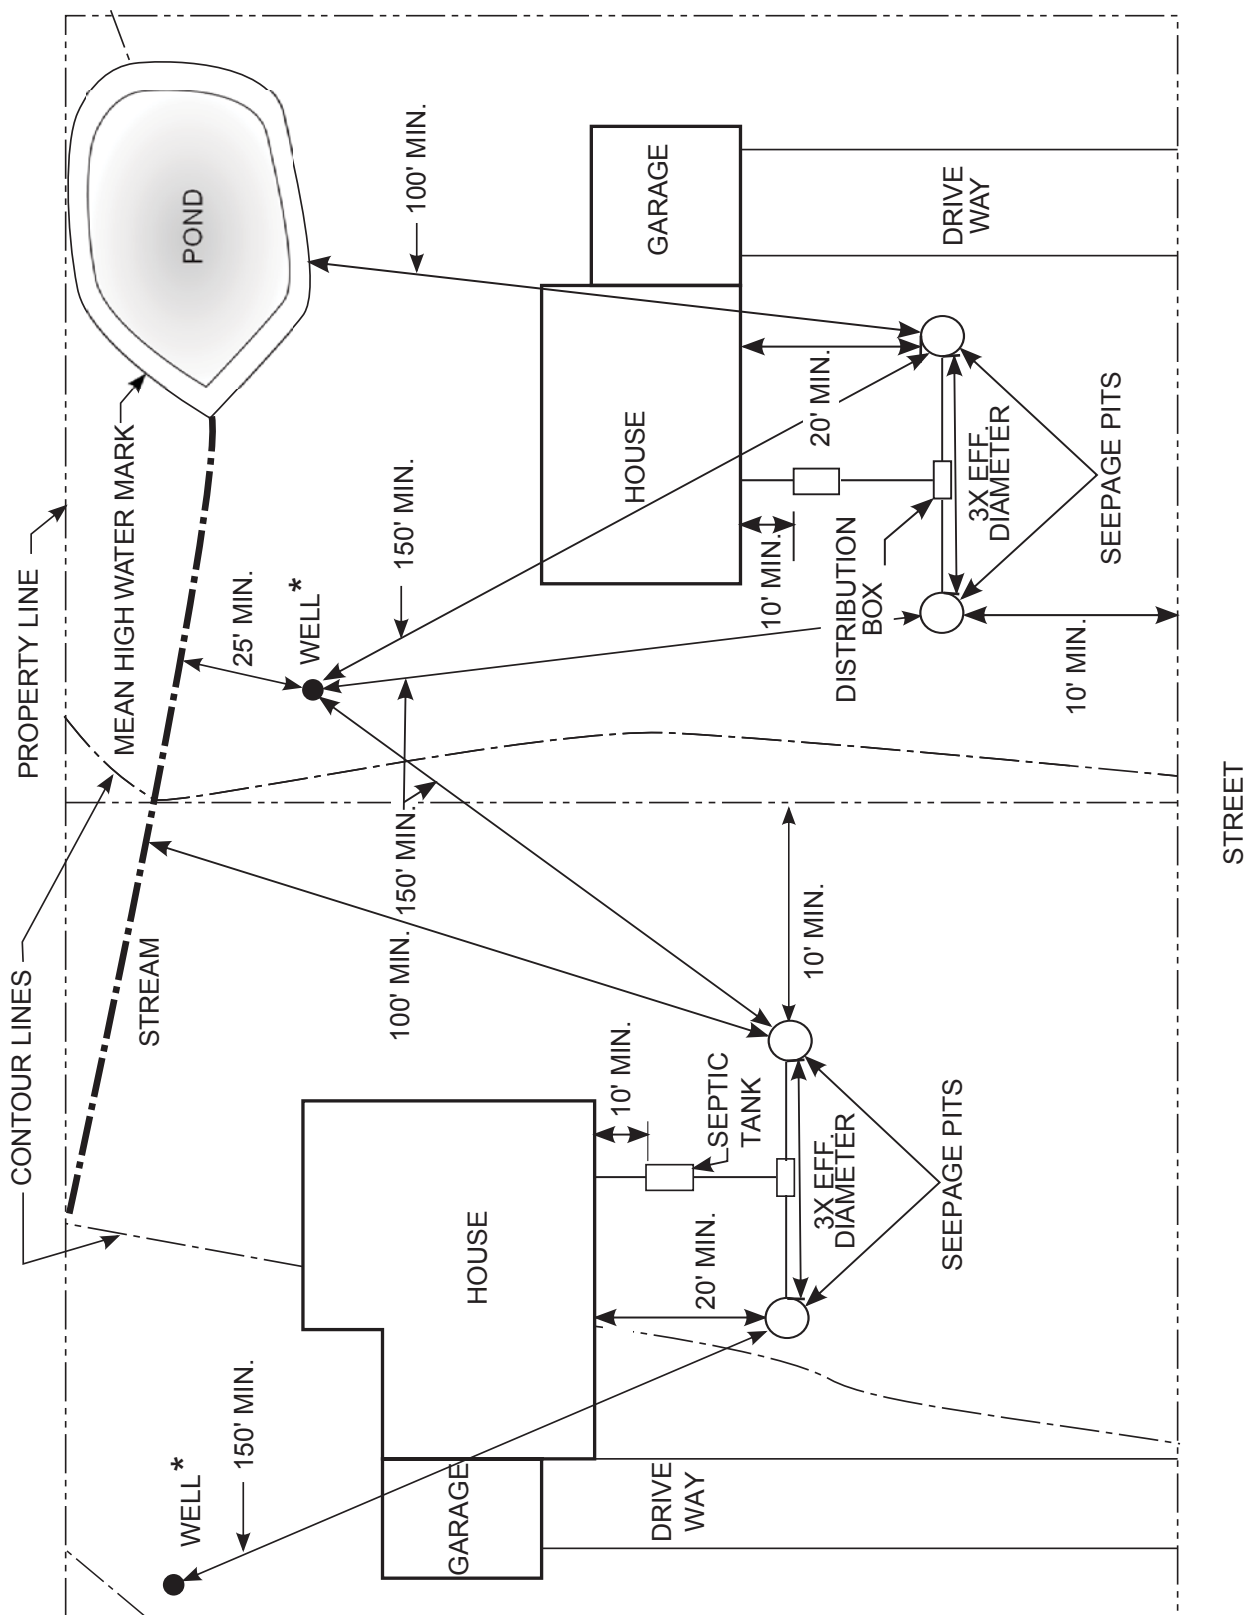 PROPERTY LINE
MEAN HIGH WATER MARK
CONTOUR LINES
STREAM
POND
100' MIN.
25' MIN.
WELL*
150' MIN.
150' MIN.
100' MIN.
GARAGE
HOUSE
DRIVE
WAY
20' MIN.
10' MIN.
DISTRIBUTION
BOX
3X EFF.
DIAMETER
SEEPAGE PITS
10' MIN.
10' MIN.
HOUSE
10' MIN.
SEPTIC
TANK
20' MIN.
3X EFF.
DIAMETER
SEEPAGE PITS
WELL*
150' MIN.
GARAGE
DRIVE
WAY
STREET